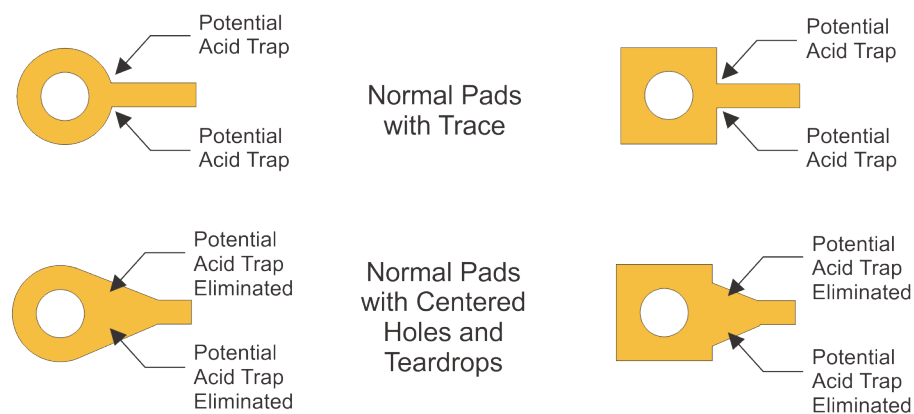 Potential
Acid Trap
Potential
Acid Trap
Normal Pads
with Trace
Potential
Acid Trap
Potential
Acid Trap
Potential
Acid Trap
Eliminated
Potential
Acid Trap
Eliminated
Normal Pads
with Centered
Holes and
Teardrops
Potential
Acid Trap
Eliminated
Potential
Acid Trap
Eliminated